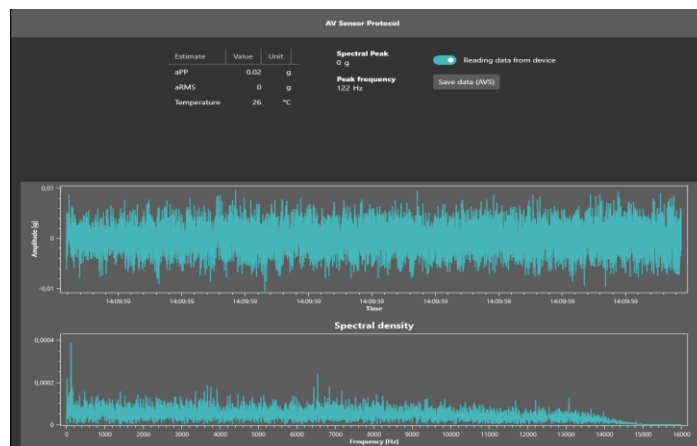 AV Sensor Protocol
Estimate Value Unit
aPP 0.02 g
aRMS 0 g
Temperature 26 °C
Spectral Peak
0 g
Peak frequency
122 Hz
Reading data from device
Save data (AVS)
0,01
0
-0,01
Amplitude [g]
14:09:59 14:09:59 14:09:59 14:09:59 14:09:59 14:09:59 14:09:59 14:09:59 14:09:59
Time
Spectral density
0,0004
0,0002
0
0 1000 2000 3000 4000 5000 6000 7000 8000 9000 10000 11000 12000 13000 14000 15000 16000
Frequency [Hz]